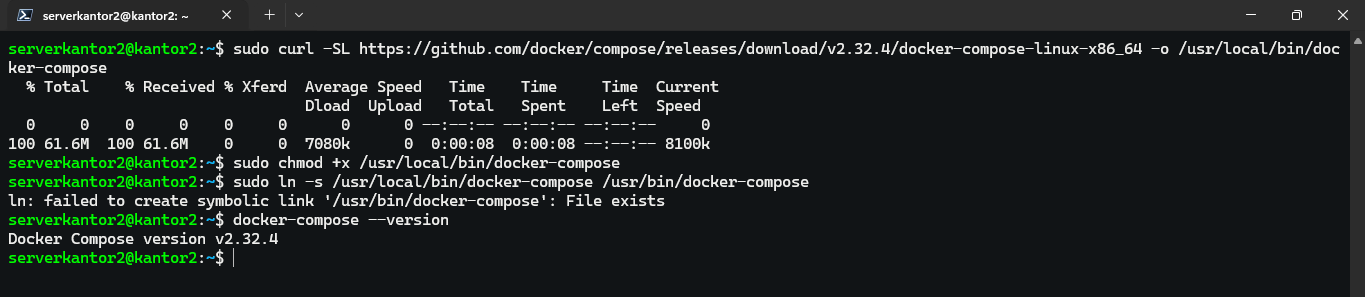 serverkantor2@kantor2: ~
serverkantor2@kantor2:~$ sudo curl -SL https://github.com/docker/compose/releases/download/v2.32.4/docker-compose-linux-x86_64 -o /usr/local/bin/doc
ker-compose
  % Total    % Received % Xferd  Average Speed   Time    Time     Time  Current
                                 Dload  Upload   Total   Spent    Left  Speed
  0     0    0     0    0     0      0      0 --:--:-- --:--:-- --:--:--     0
100 61.6M  100 61.6M    0     0  7080k      0  0:00:08  0:00:08 --:--:-- 8100k
serverkantor2@kantor2:~$ sudo chmod +x /usr/local/bin/docker-compose
serverkantor2@kantor2:~$ sudo ln -s /usr/local/bin/docker-compose /usr/bin/docker-compose
ln: failed to create symbolic link '/usr/bin/docker-compose': File exists
serverkantor2@kantor2:~$ docker-compose --version
Docker Compose version v2.32.4
serverkantor2@kantor2:~$